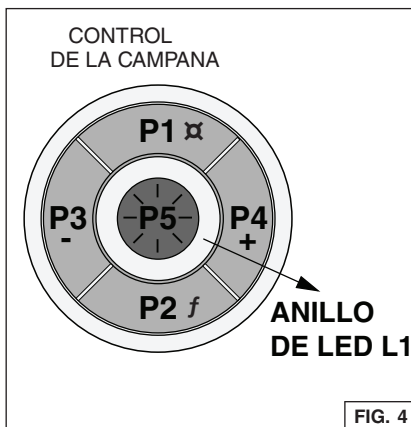 CONTROL
DE LA CAMPANA
P1 ¤
P3
-
P5
P4
+
P2 ƒ
ANILLO
DE LED L1
FIG. 4